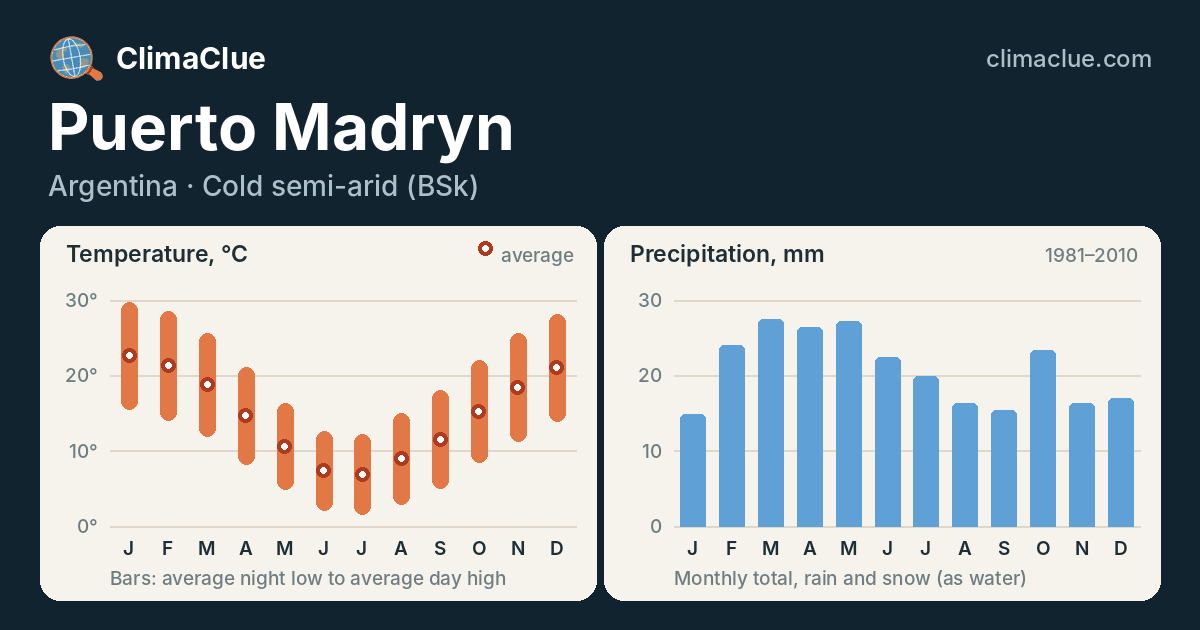 ClimaClue
climaclue.com
Puerto Madryn
Argentina · Cold semi-arid (BSk)
Temperature, °C
average
30°
20°
10°
0°
J F M A M J J A S O N D
Bars: average night low to average day high
Precipitation, mm
1981–2010
30
20
10
0
J F M A M J J A S O N D
Monthly total, rain and snow (as water)